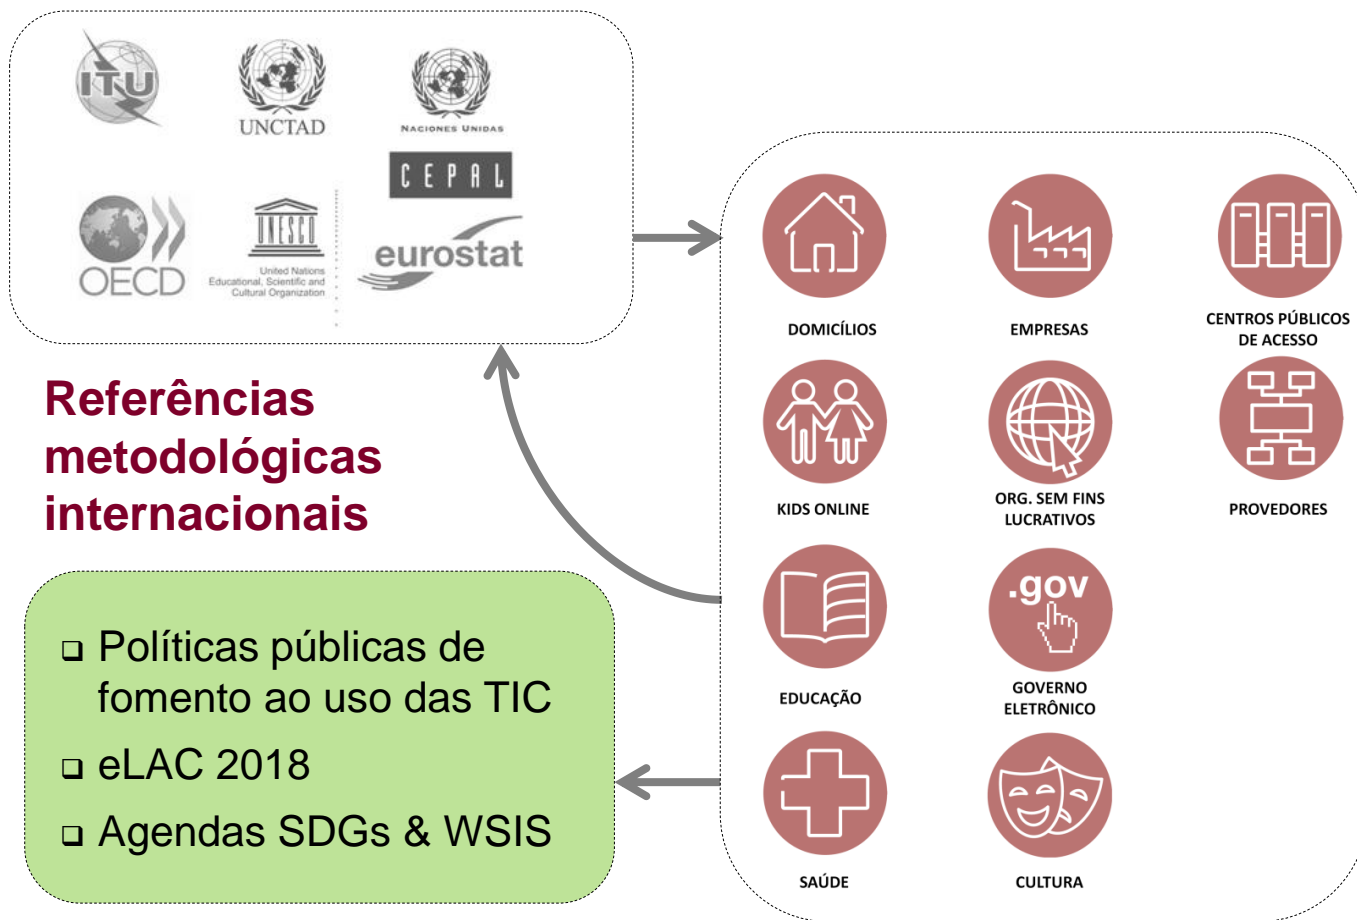 ITU
UNCTAD
NACIONES UNIDAS
CEPAL
OECD
UNESCO
United Nations
Educational, Scientific and
Cultural Organization
eurostat
Referências
metodológicas
internacionais
❑ Políticas públicas de
fomento ao uso das TIC
❑ eLAC 2018
❑ Agendas SDGs & WSIS
DOMICÍLIOS
EMPRESAS
CENTROS PÚBLICOS
DE ACESSO
KIDS ONLINE
ORG. SEM FINS
LUCRATIVOS
PROVEDORES
EDUCAÇÃO
.gov
GOVERNO
ELETRÔNICO
SAÚDE
CULTURA